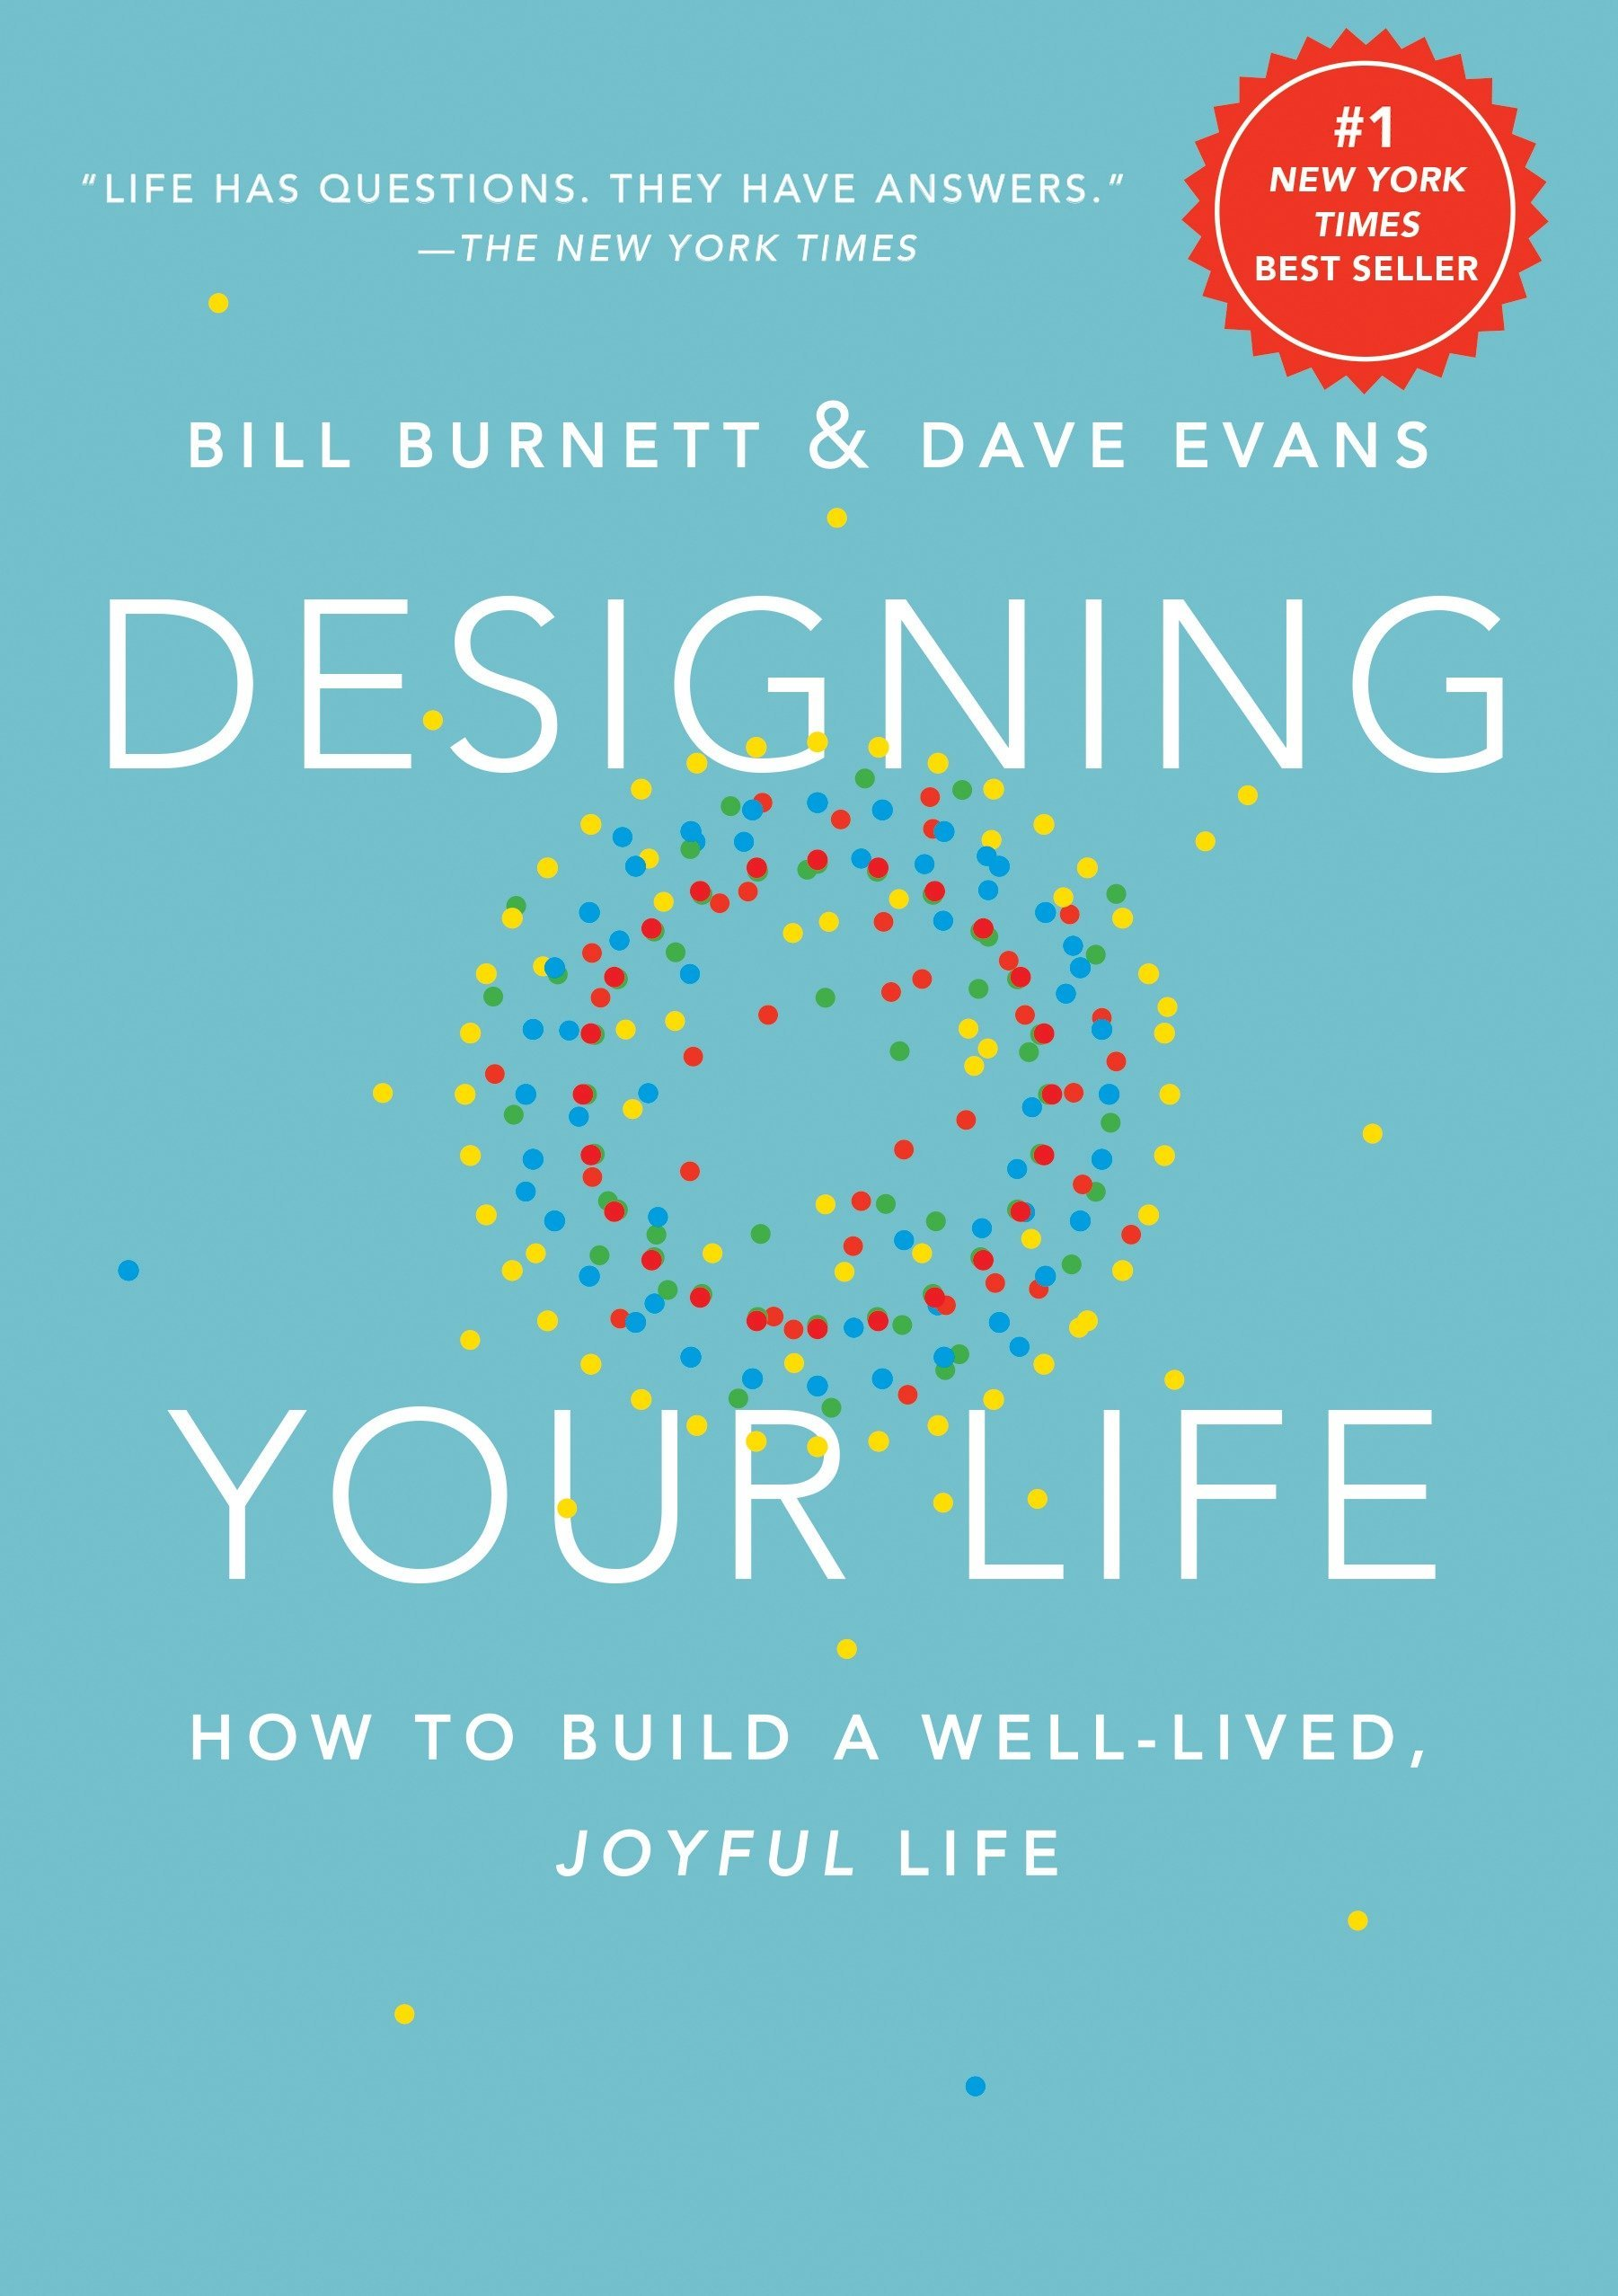 "LIFE HAS QUESTIONS. THEY HAVE ANSWERS."
—THE NEW YORK TIMES
#1
NEW YORK
TIMES
BEST SELLER
BILL BURNETT & DAVE EVANS
DESIGNING
YOUR LIFE
HOW TO BUILD A WELL-LIVED,
JOYFUL LIFE